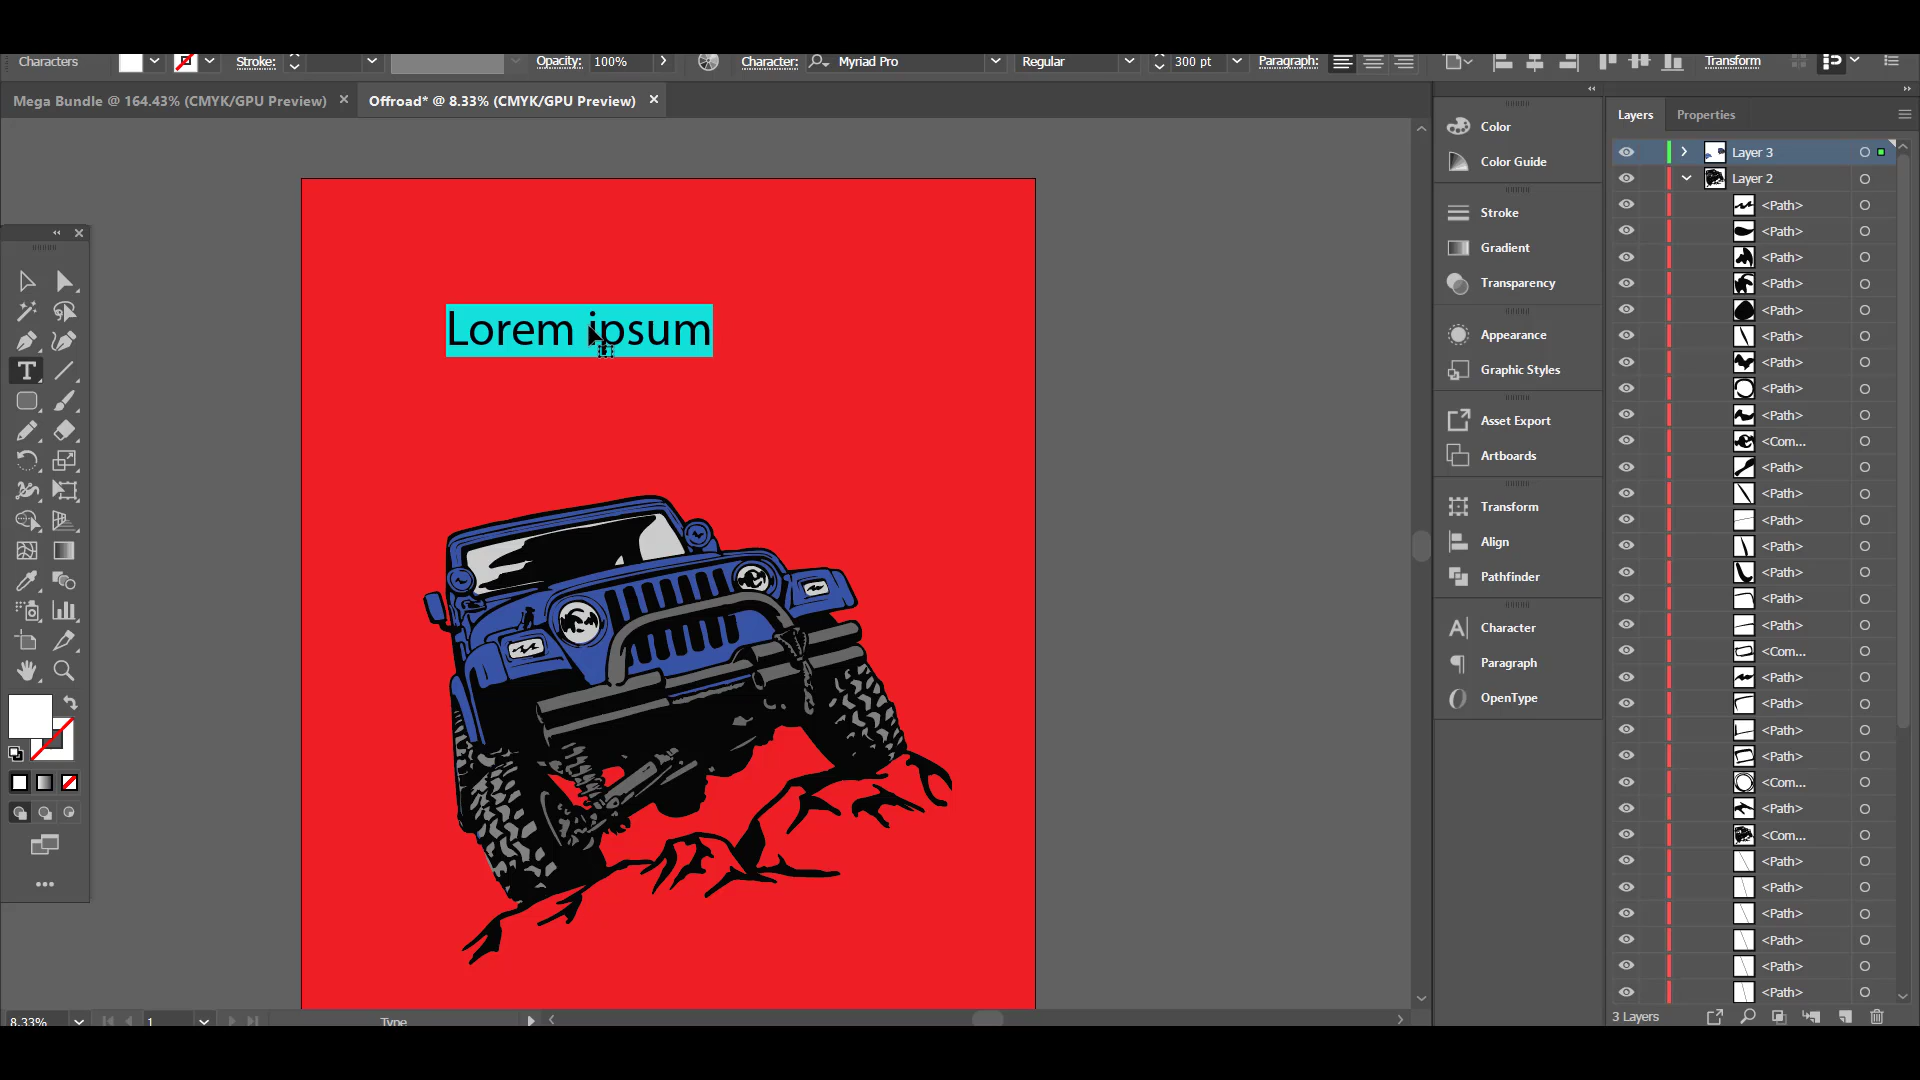 Characters Stroke: Opacity: 100% Character: Myriad Pro Regular 300 pt Paragraph: Transform
Mega Bundle @ 164.43% (CMYK/GPU Preview) Offroad* @ 8.33% (CMYK/GPU Preview)
Lorem ipsum
Color
Color Guide
Stroke
Gradient
Transparency
Appearance
Graphic Styles
Asset Export
Artboards
Transform
Align
Pathfinder
Character
Paragraph
OpenType
Layers Properties
Layer 3
Layer 2
<Path>
<Path>
<Path>
<Path>
<Path>
<Path>
<Path>
<Path>
<Path>
<Com...
<Path>
<Path>
<Path>
<Path>
<Path>
<Path>
<Path>
<Com...
<Path>
<Path>
<Path>
<Path>
<Com...
<Path>
<Com...
<Path>
<Path>
<Path>
<Path>
<Path>
<Path>
3 Layers
8.33% 1 Type